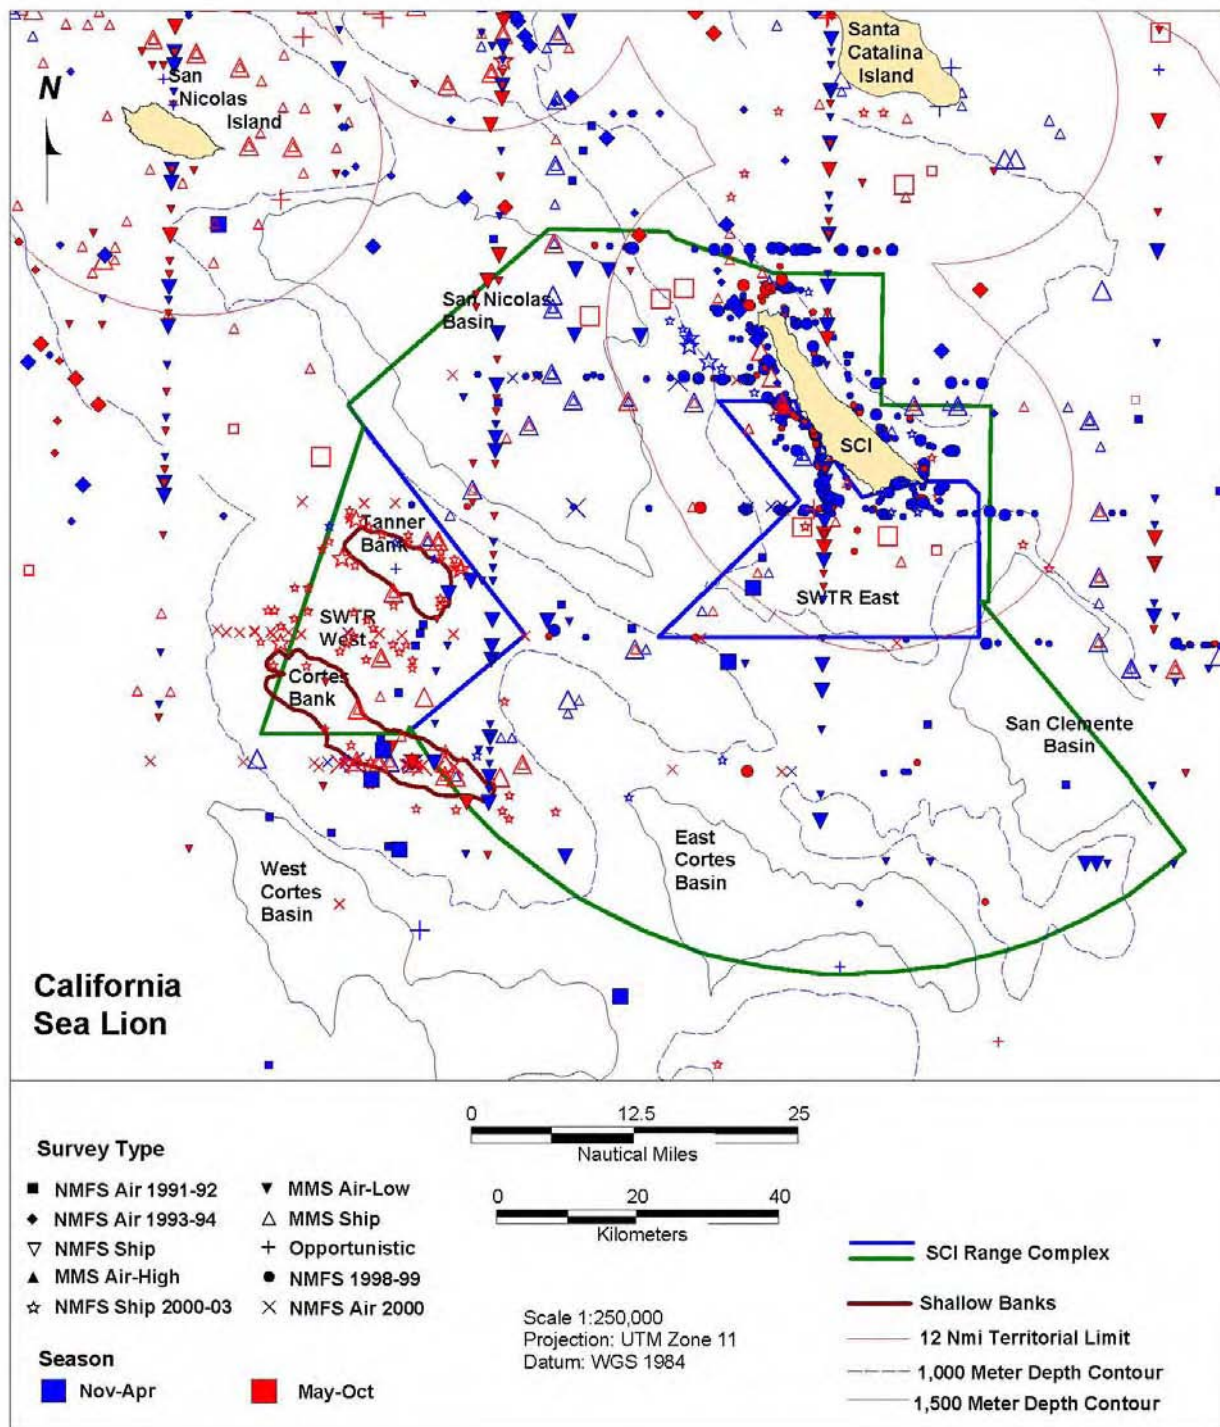 Santa
Catalina
Island
San
Nicolas
Island
N
San Nicolas
Basin
SCI
Tanner
Bank
SWTR
West
SWTR East
Cortes
Bank
San Clemente
Basin
East
Cortes
Basin
West
Cortes
Basin
California
Sea Lion
0 12.5 25
Nautical Miles
0 20 40
Kilometers
Scale 1:250,000
Projection: UTM Zone 11
Datum: WGS 1984
Survey Type
NMFS Air 1991-92
NMFS Air 1993-94
NMFS Ship
MMS Air-High
NMFS Ship 2000-03
MMS Air-Low
MMS Ship
Opportunistic
NMFS 1998-99
NMFS Air 2000
Season
Nov-Apr
May-Oct
SCI Range Complex
Shallow Banks
12 Nmi Territorial Limit
1,000 Meter Depth Contour
1,500 Meter Depth Contour